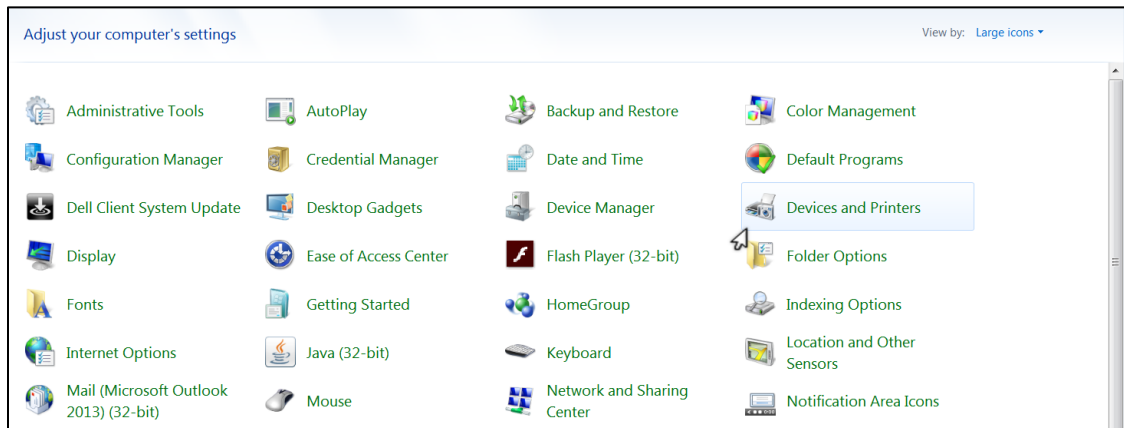 Adjust your computer's settings
View by: Large icons
Administrative Tools
AutoPlay
Backup and Restore
Color Management
Configuration Manager
Credential Manager
Date and Time
Default Programs
Dell Client System Update
Desktop Gadgets
Device Manager
Devices and Printers
Display
Ease of Access Center
Flash Player (32-bit)
Folder Options
Fonts
Getting Started
HomeGroup
Indexing Options
Internet Options
Java (32-bit)
Keyboard
Location and Other
Sensors
Mail (Microsoft Outlook
2013) (32-bit)
Mouse
Network and Sharing
Center
Notification Area Icons